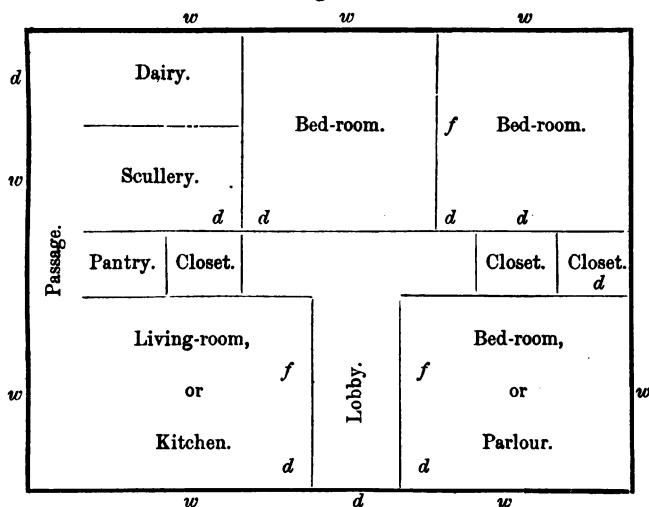 w w w
d Dairy.
Bed-room. f Bed-room.
w Scullery.
d d d d
Passage.
Pantry. Closet. Closet. Closet.
d
Living-room, Bed-room,
f Lobby. f
w or or w
Kitchen. Parlour.
d d
w d w